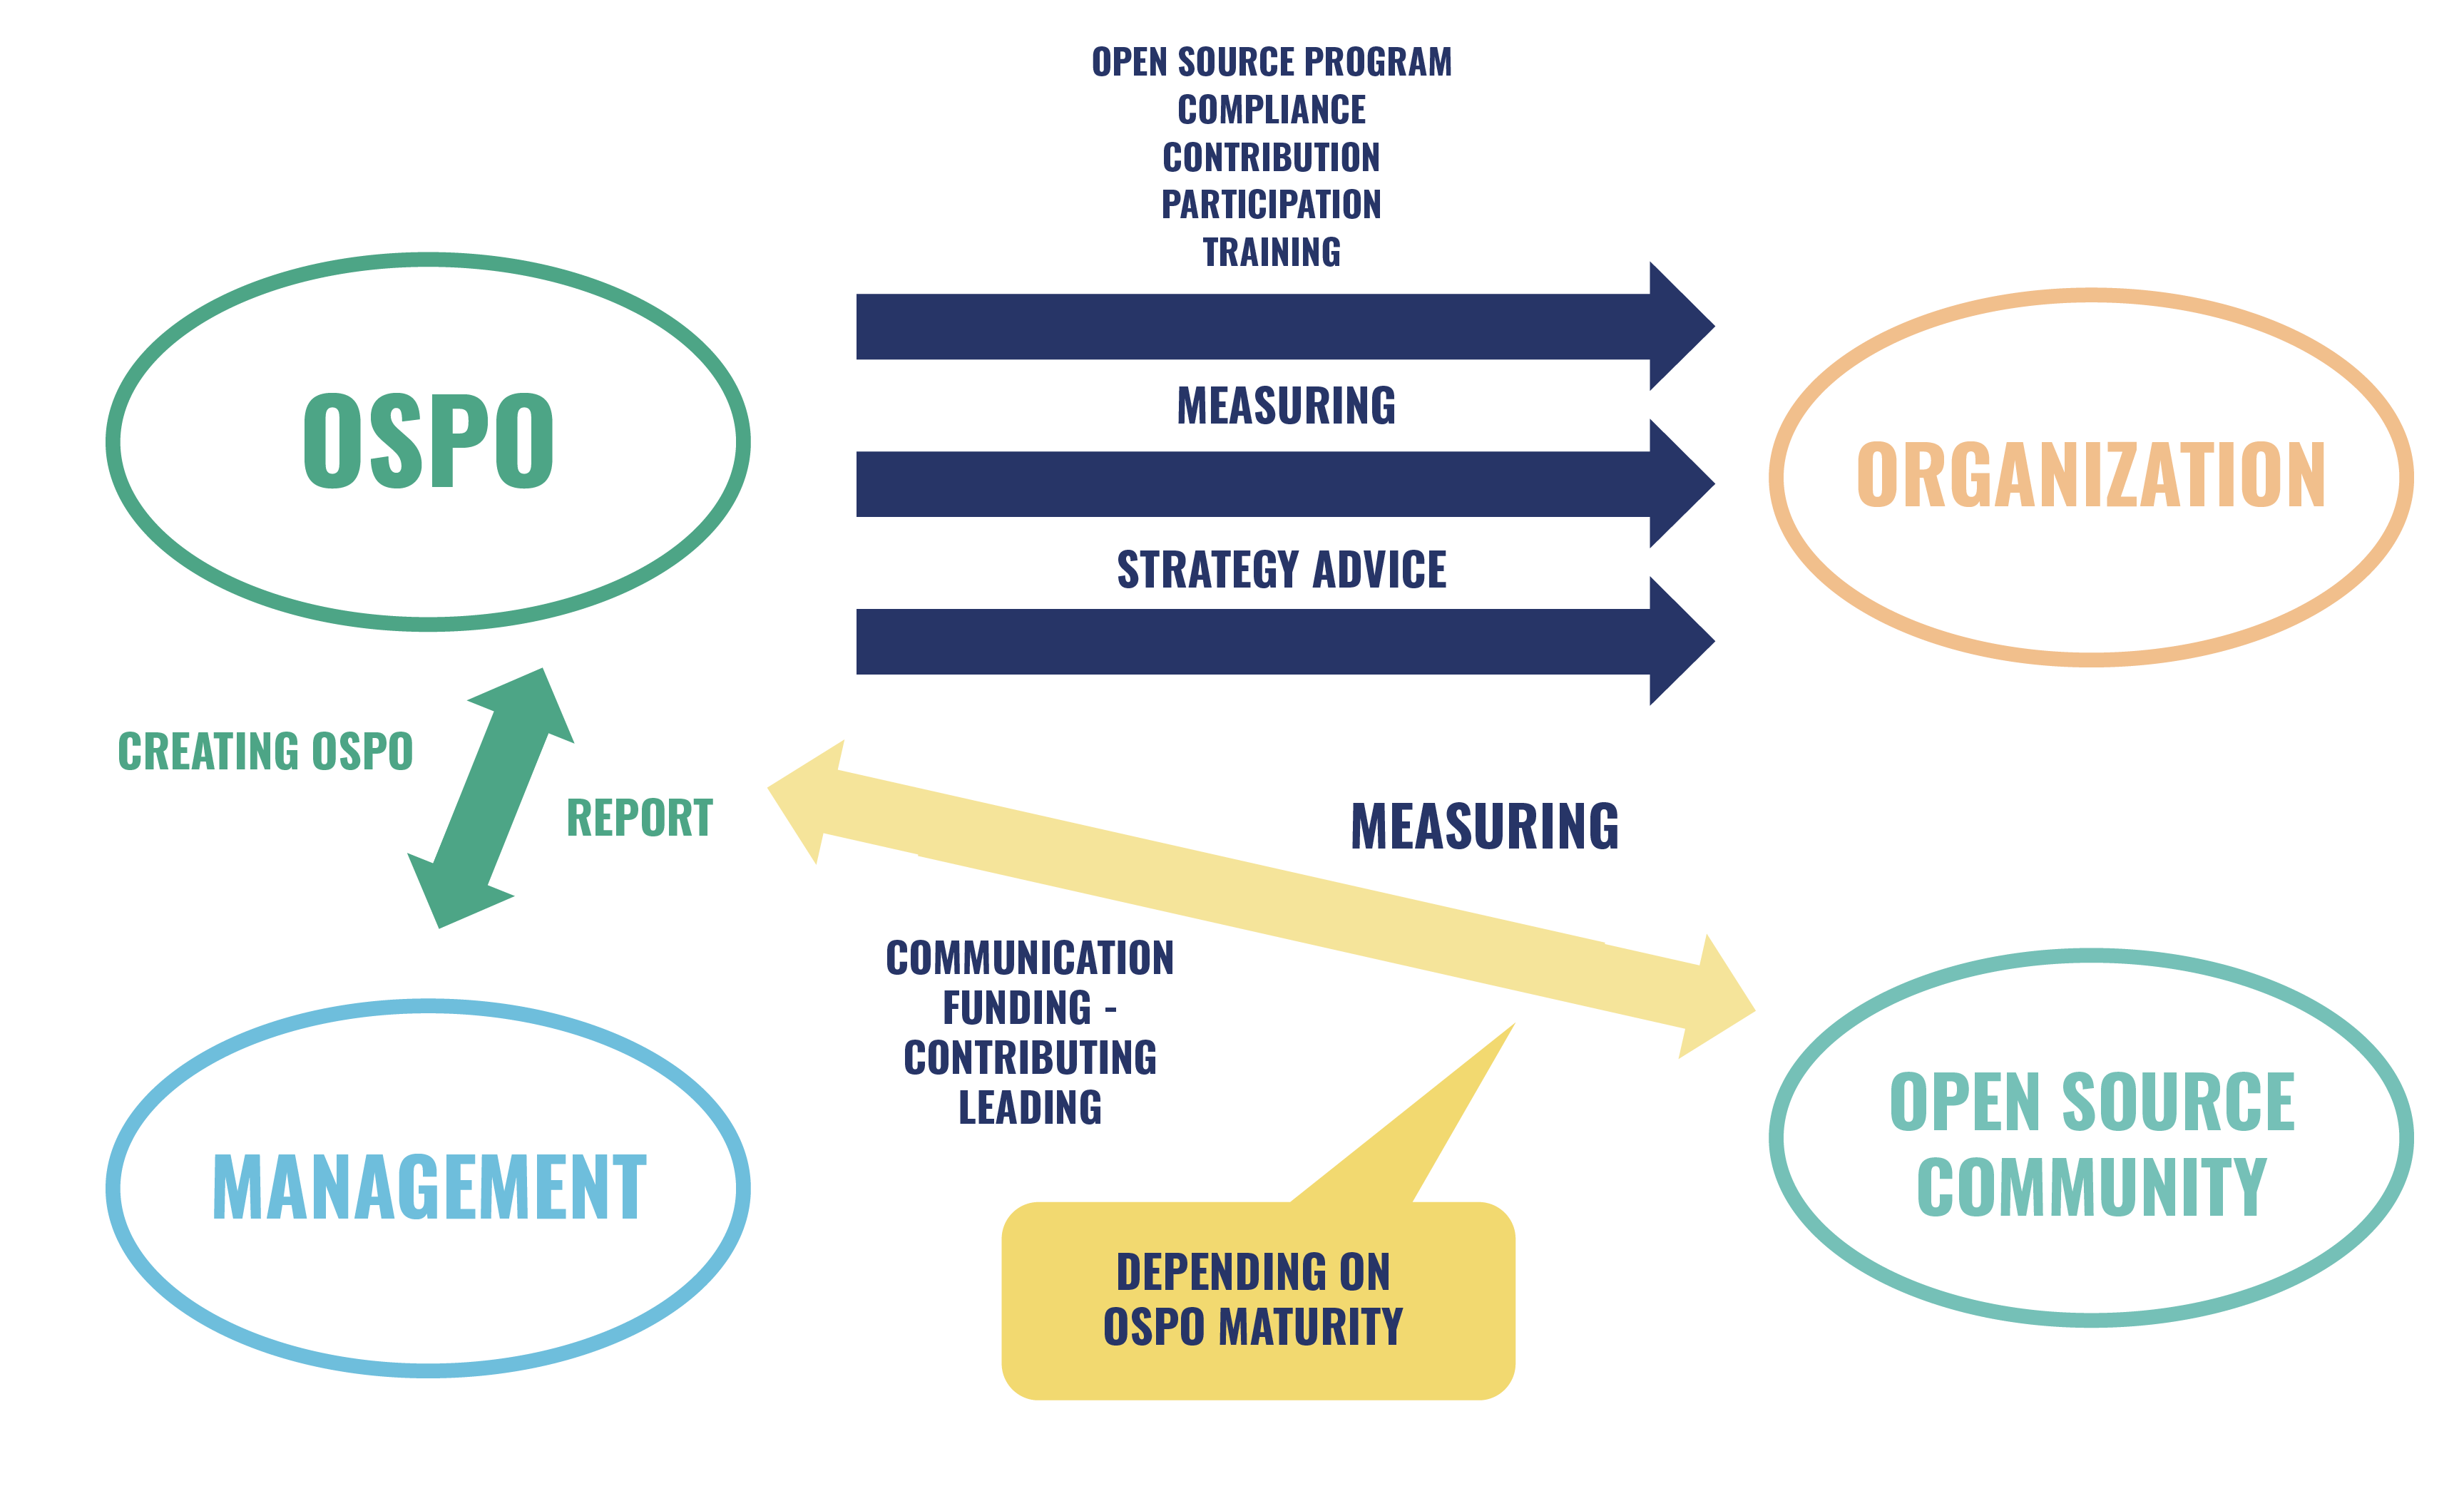 OPEN SOURCE PROGRAM
COMPLIANCE
CONTRIBUTION
PARTICIPATION
TRAINING
OSPO
MEASURING
ORGANIZATION
STRATEGY ADVICE
CREATING OSPO
REPORT
MEASURING
COMMUNICATION
FUNDING -
CONTRIBUTING
LEADING
MANAGEMENT
OPEN SOURCE
COMMUNITY
DEPENDING ON
OSPO MATURITY